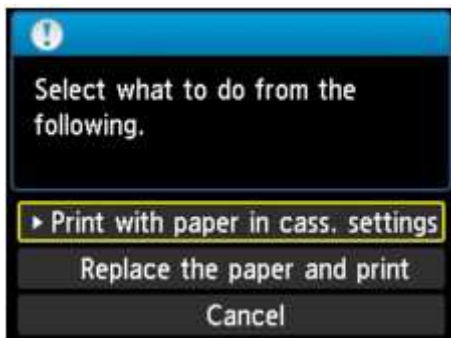 Select what to do from the
following.
Print with paper in cass. settings
Replace the paper and print
Cancel